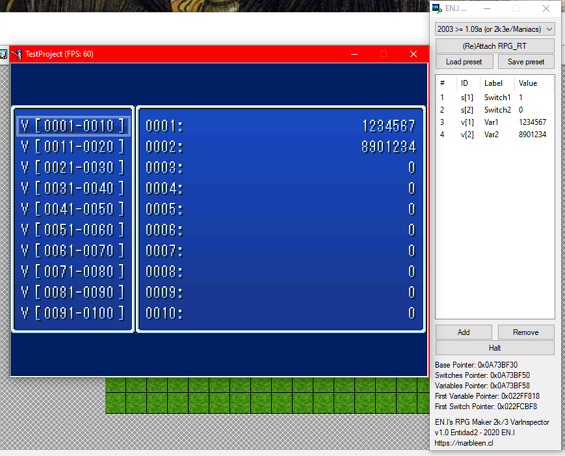 TestProject (FPS: 60)
V [ 0001-0010 ]
V [ 0011-0020 ]
V [ 0021-0030 ]
V [ 0031-0040 ]
V [ 0041-0050 ]
V [ 0051-0060 ]
V [ 0061-0070 ]
V [ 0071-0080 ]
V [ 0081-0090 ]
V [ 0091-0100 ]
0001: 1234567
0002: 8901234
0003: 0
0004: 0
0005: 0
0006: 0
0007: 0
0008: 0
0009: 0
0010: 0
EN.I ...
2003 >= 1.09a (or 2k3e/Maniacs)
(Re)Attach RPG_RT
Load preset Save preset
# ID Label Value
1 s[1] Switch1 1
2 s[2] Switch2 0
3 v[1] Var1 1234567
4 v[2] Var2 8901234
Add Remove
Halt
Base Pointer: 0x0A73BF30
Switches Pointer: 0x0A73BF50
Variables Pointer: 0x0A73BF58
First Variable Pointer: 0x022FF818
First Switch Pointer: 0x022FCBF8
EN.I's RPG Maker 2k/3 VarInspector
v1.0 Entidad2 - 2020 EN.I
https://marbleen.cl